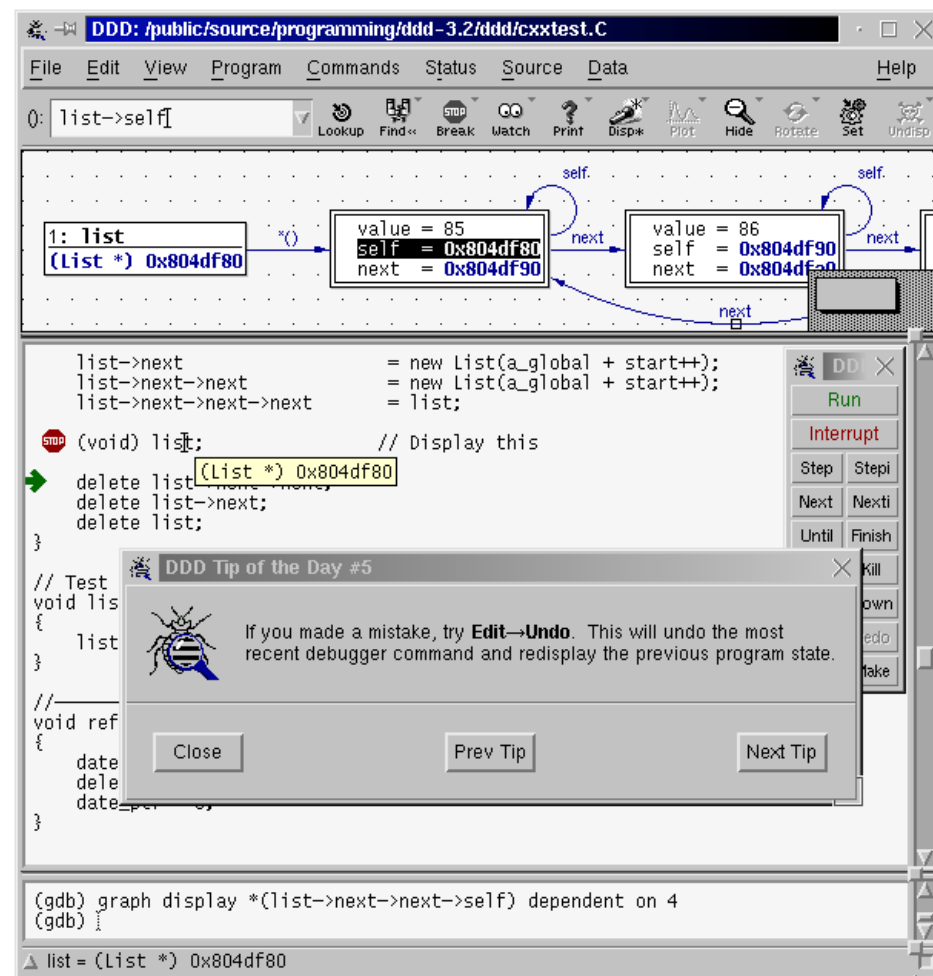 DDD: /public/source/programming/ddd-3.2/ddd/cxxtest.C
File Edit View Program Commands Status Source Data Help
(): list->self
Lookup Find« Break Watch Print Disp* Plot Hide Rotate Set Undisp
self self
1: list
(List *) 0x804df80
*()
value = 85
self = 0x804df80
next = 0x804df90
next
value = 86
self = 0x804df90
next = 0x804dfa0
next
next
list->next = new List(a_global + start++);
list->next->next = new List(a_global + start++);
list->next->next->next = list;
STOP (void) list; // Display this
(List *) 0x804df80
delete list
delete list->next;
delete list;
}
// Test
void lis
{
list
}
//
void ref
{
date
dele
date_
}
DDD
Run
Interrupt
Step Stepi
Next Nexti
Until Finish
Kill
own
edo
Make
DDD Tip of the Day #5
If you made a mistake, try Edit→Undo. This will undo the most
recent debugger command and redisplay the previous program state.
Close Prev Tip Next Tip
(gdb) graph display *(list->next->next->self) dependent on 4
(gdb)
list = (List *) 0x804df80